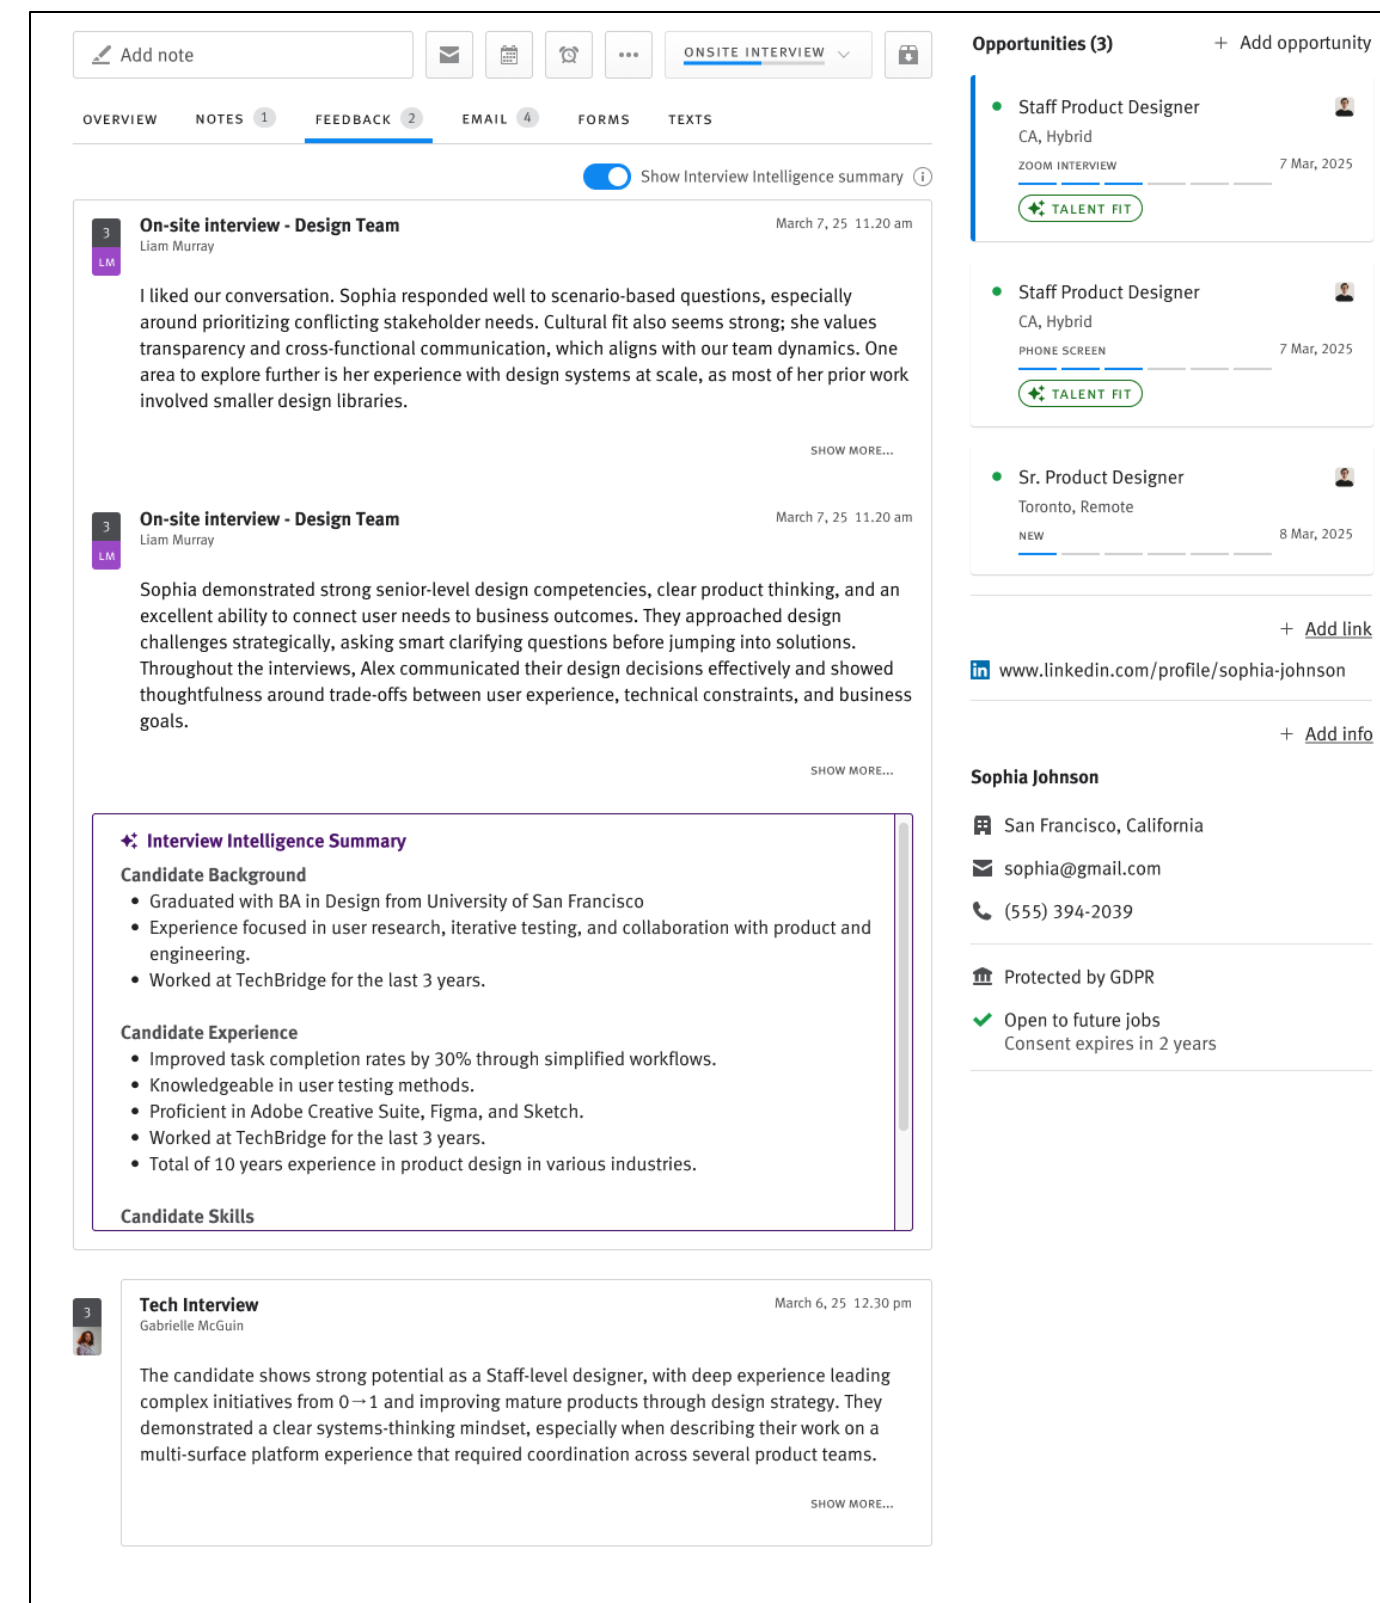 Add note
ONSITE INTERVIEW
OVERVIEW NOTES 1 FEEDBACK 2 EMAIL 4 FORMS TEXTS
Show Interview Intelligence summary
3
LM
On-site interview - Design Team March 7, 25 11.20 am
Liam Murray
I liked our conversation. Sophia responded well to scenario-based questions, especially
around prioritizing conflicting stakeholder needs. Cultural fit also seems strong; she values
transparency and cross-functional communication, which aligns with our team dynamics. One
area to explore further is her experience with design systems at scale, as most of her prior work
involved smaller design libraries.
SHOW MORE...
3
LM
On-site interview - Design Team March 7, 25 11.20 am
Liam Murray
Sophia demonstrated strong senior-level design competencies, clear product thinking, and an
excellent ability to connect user needs to business outcomes. They approached design
challenges strategically, asking smart clarifying questions before jumping into solutions.
Throughout the interviews, Alex communicated their design decisions effectively and showed
thoughtfulness around trade-offs between user experience, technical constraints, and business
goals.
SHOW MORE...
Interview Intelligence Summary
Candidate Background
• Graduated with BA in Design from University of San Francisco
• Experience focused in user research, iterative testing, and collaboration with product and
engineering.
• Worked at TechBridge for the last 3 years.
Candidate Experience
• Improved task completion rates by 30% through simplified workflows.
• Knowledgeable in user testing methods.
• Proficient in Adobe Creative Suite, Figma, and Sketch.
• Worked at TechBridge for the last 3 years.
• Total of 10 years experience in product design in various industries.
Candidate Skills
3
Tech Interview March 6, 25 12.30 pm
Gabrielle McGuin
The candidate shows strong potential as a Staff-level designer, with deep experience leading
complex initiatives from 0→1 and improving mature products through design strategy. They
demonstrated a clear systems-thinking mindset, especially when describing their work on a
multi-surface platform experience that required coordination across several product teams.
SHOW MORE...
Opportunities (3) + Add opportunity
Staff Product Designer
CA, Hybrid
ZOOM INTERVIEW 7 Mar, 2025
TALENT FIT
Staff Product Designer
CA, Hybrid
PHONE SCREEN 7 Mar, 2025
TALENT FIT
Sr. Product Designer
Toronto, Remote
NEW 8 Mar, 2025
+ Add link
in www.linkedin.com/profile/sophia-johnson
+ Add info
Sophia Johnson
San Francisco, California
sophia@gmail.com
(555) 394-2039
Protected by GDPR
Open to future jobs
Consent expires in 2 years